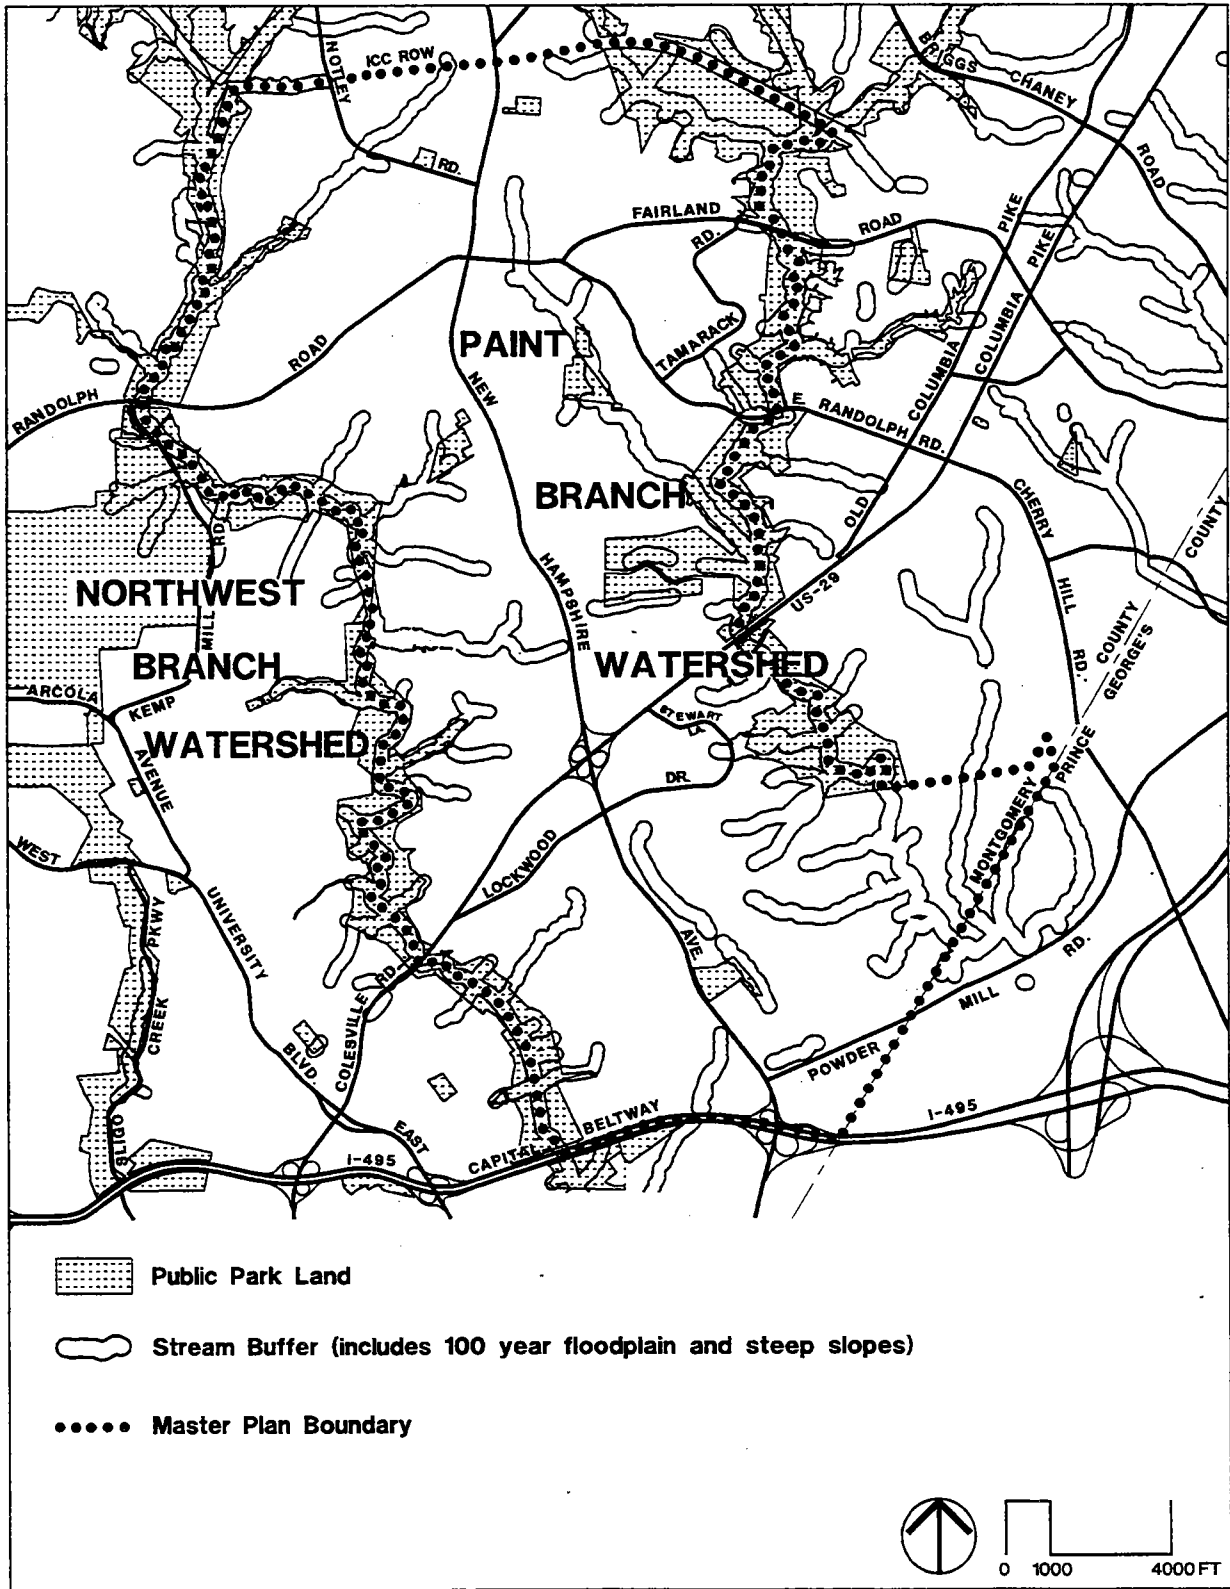 NOTLEY
ICC ROW
BRIGGS
CHANEY
ROAD
RD.
FAIRLAND
ROAD
RD.
PIKE
PIKE
PAINT
TAMARACK
ROAD
NEW
COLUMBIA
COLUMBIA
RANDOLPH
E. RANDOLPH RD.
BRANCH
OLD
CHERRY
COUNTY
RD.
HAMPSHIRE
US-29
HILL
NORTHWEST
MILL
COUNTY
BRANCH
WATERSHED
RD.
GEORGE'S
ARCOLA
KEMP
STEWART
LA.
WATERSHED
AVENUE
DR.
PRINCE
MONTGOMERY
WEST
LOCKWOOD
UNIVERSITY
PKWY
AVE.
RD.
RD.
MILL
CREEK
COLESVILLE
BLVD.
POWDER
SLIGO
EAST
BELTWAY
I-495
I-495
CAPITAL
Public Park Land
Stream Buffer (includes 100 year floodplain and steep slopes)
Master Plan Boundary
0 1000 4000 FT